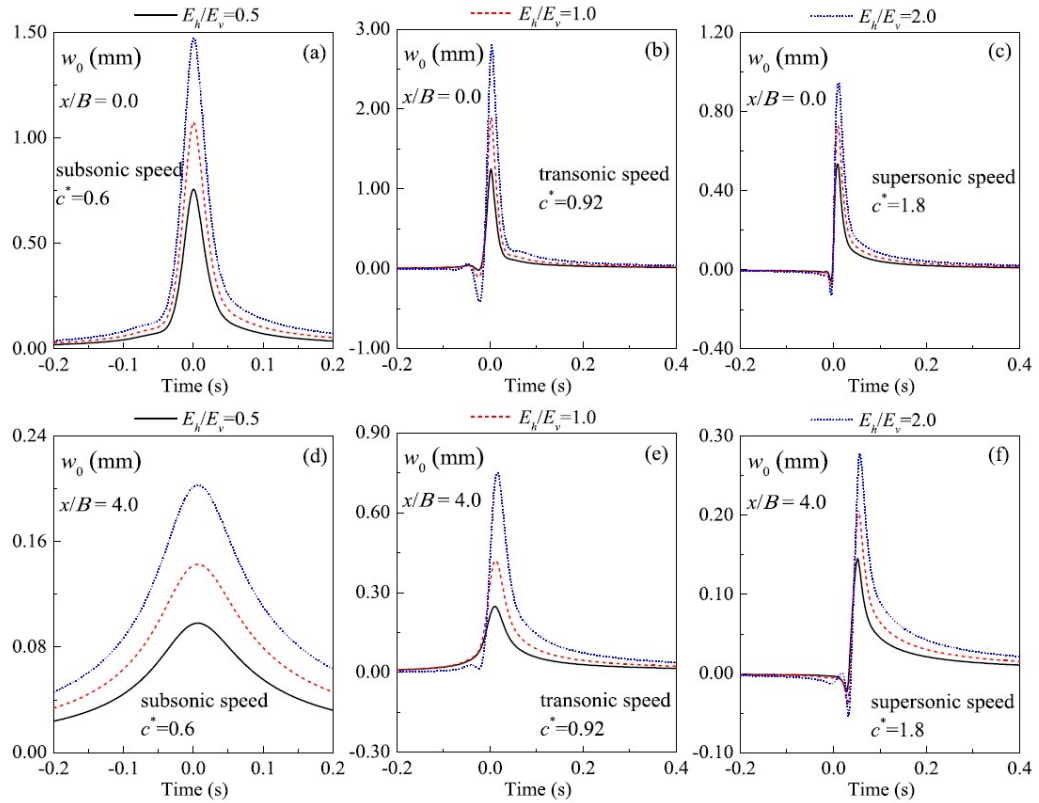 E_h/E_v=0.5 E_h/E_v=1.0 E_h/E_v=2.0
1.50
1.00
0.50
0.00
w_0 (mm)
(a)
x/B = 0.0
subsonic speed
c*=0.6
-0.2 -0.1 0.0 0.1 0.2
Time (s)
3.00
2.00
1.00
0.00
-1.00
w_0 (mm)
(b)
x/B = 0.0
transonic speed
c*=0.92
-0.2 0.0 0.2 0.4
Time (s)
1.20
0.80
0.40
0.00
-0.40
w_0 (mm)
(c)
x/B = 0.0
supersonic speed
c*=1.8
-0.2 0.0 0.2 0.4
Time (s)
E_h/E_v=0.5 E_h/E_v=1.0 E_h/E_v=2.0
0.24
0.16
0.08
0.00
w_0 (mm)
(d)
x/B = 4.0
subsonic speed
c*=0.6
-0.2 -0.1 0.0 0.1 0.2
Time (s)
0.90
0.60
0.30
0.00
-0.30
w_0 (mm)
(e)
x/B = 4.0
transonic speed
c*=0.92
-0.2 0.0 0.2 0.4
Time (s)
0.30
0.20
0.10
0.00
-0.10
w_0 (mm)
(f)
x/B = 4.0
supersonic speed
c*=1.8
-0.2 0.0 0.2 0.4
Time (s)